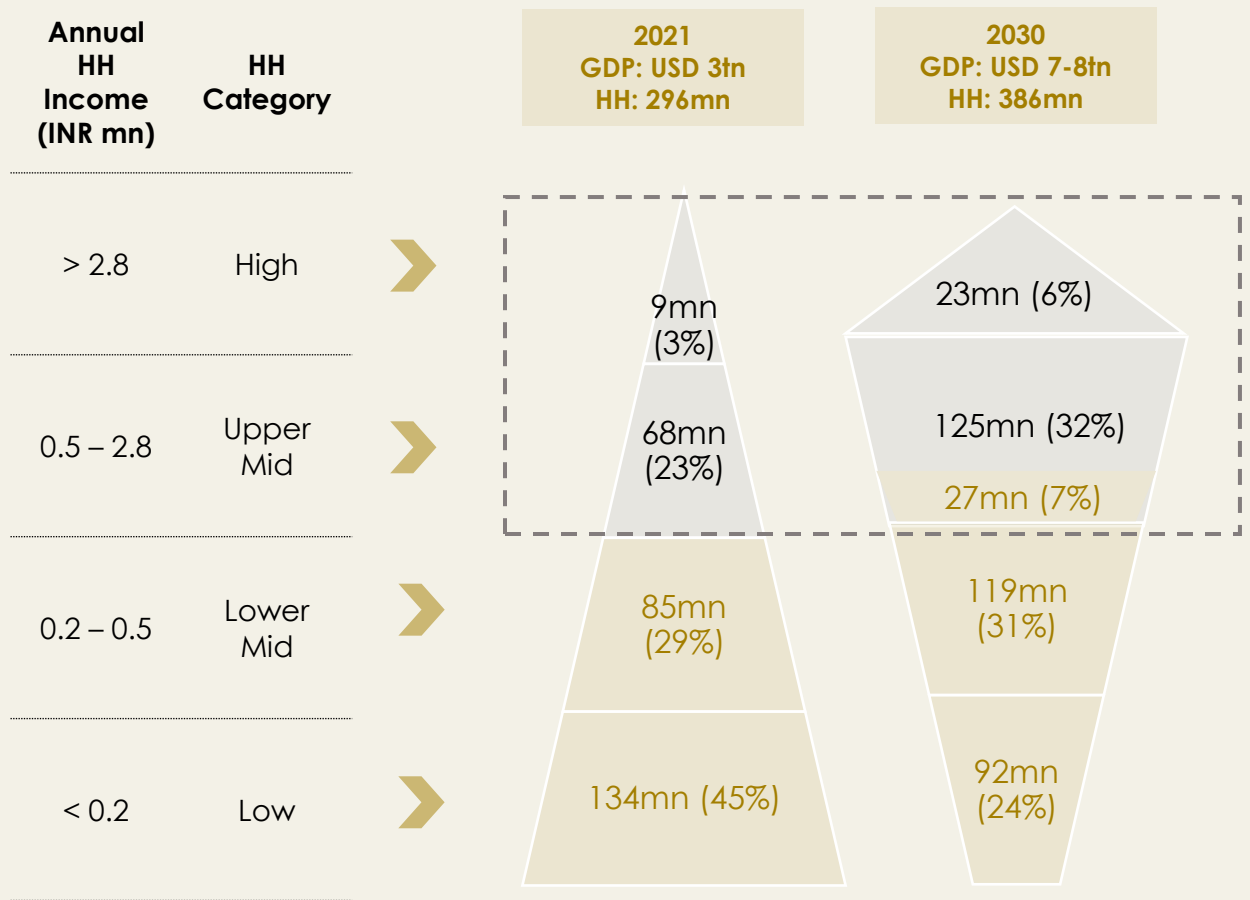 Annual
HH
Income
(INR mn)
HH
Category
2021
GDP: USD 3tn
HH: 296mn
2030
GDP: USD 7-8tn
HH: 386mn
> 2.8
High
9mn
(3%)
23mn (6%)
0.5 – 2.8
Upper
Mid
68mn
(23%)
125mn (32%)
27mn (7%)
0.2 – 0.5
Lower
Mid
85mn
(29%)
119mn
(31%)
< 0.2
Low
134mn (45%)
92mn
(24%)